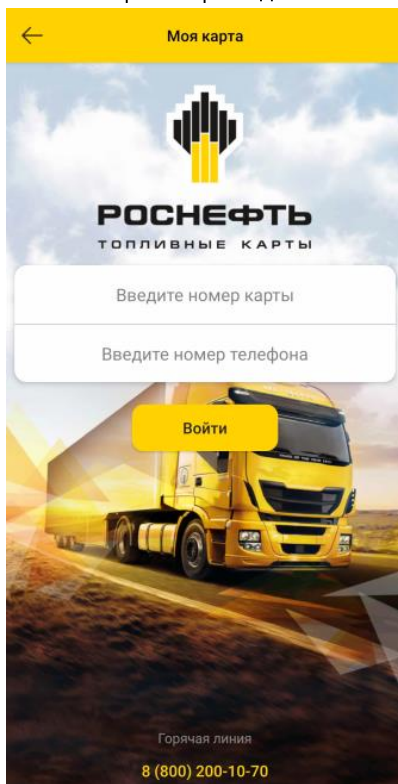 Моя карта
РОСНЕФТЬ
ТОПЛИВНЫЕ КАРТЫ
Введите номер карты
Введите номер телефона
Войти
Горячая линия
8 (800) 200-10-70